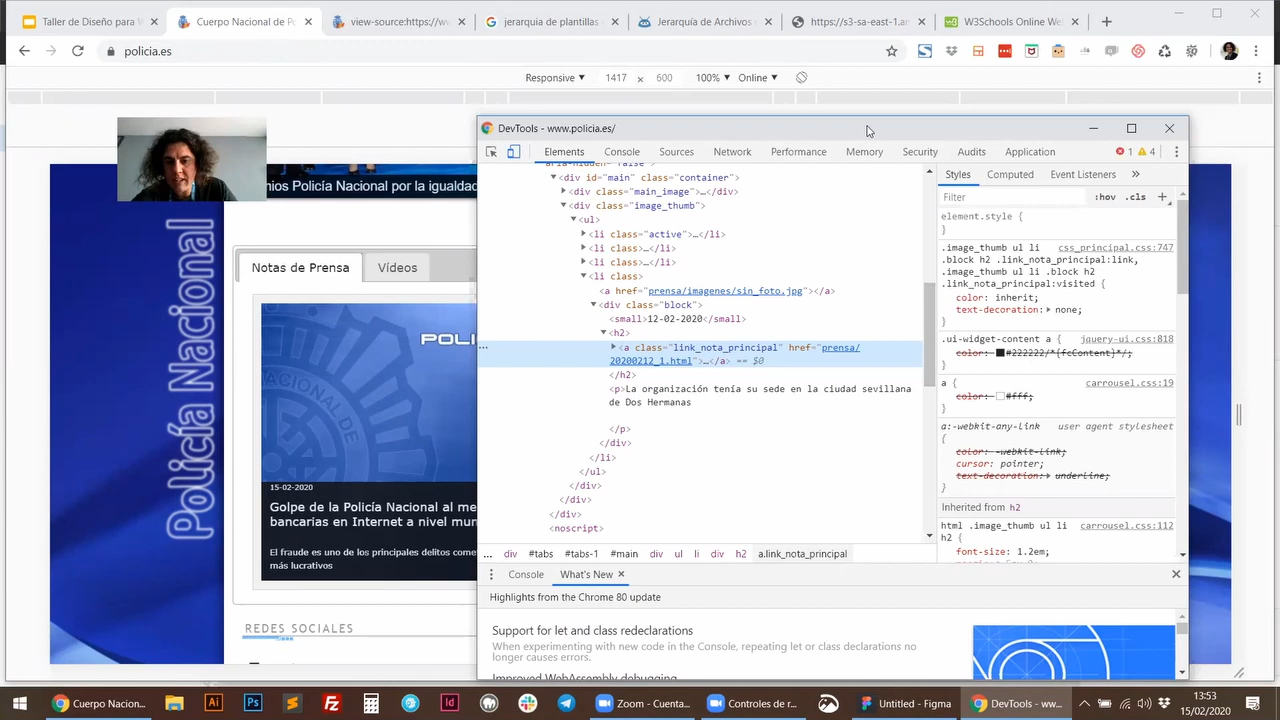 Taller de Diseño para W
Cuerpo Nacional de Po
view-source:https://ww
jerarquia de plantillas
Jerarquía de Archivos
https://s3-sa-east-1.am
W3Schools Online We
policia.es
Responsive 1417 × 600 100% Online
DevTools - www.policia.es/
Elements Console Sources Network Performance Memory Security Audits Application 1 4
aria-hidden="false"
<div id="main" class="container">
<div class="main_image">…</div>
<div class="image_thumb">
<ul>
<li class="active">…</li>
<li class>…</li>
<li class>…</li>
<li class>
<a href="prensa/imagenes/sin_foto.jpg"></a>
<div class="block">
<small>12-02-2020</small>
<h2>
<a class="link_nota_principal" href="prensa/
20200212_1.html">…</a> == $0
</h2>
<p>La organización tenía su sede en la ciudad sevillana
de Dos Hermanas
</p>
</div>
</li>
</ul>
</div>
</div>
</div>
<noscript>
... div #tabs #tabs-1 #main div ul li div h2 a.link_nota_principal
Styles Computed Event Listeners »
Filter :hov .cls +
element.style {
}
.image_thumb ul li css_principal.css:747
.block h2 .link_nota_principal:link,
.image_thumb ul li .block h2
.link_nota_principal:visited {
color: inherit;
text-decoration: none;
}
.ui-widget-content a { jquery-ui.css:818
color: #222222/*{fcContent}*/;
}
a { carrousel.css:19
color: #fff;
}
a:-webkit-any-link user agent stylesheet
{
color: -webkit-link;
cursor: pointer;
text-decoration: underline;
}
Inherited from h2
html .image_thumb ul li carrousel.css:112
h2 {
font-size: 1.2em;
Console What's New ×
Highlights from the Chrome 80 update
Support for let and class redeclarations
When experimenting with new code in the Console, repeating let or class declarations no
longer causes errors.
Improved WebAssembly debugging
mios Policía Nacional por la igualdad
Policía Nacional
Notas de Prensa
Vídeos
POLI
15-02-2020
Golpe de la Policía Nacional al me
bancarias en Internet a nivel mun
El fraude es uno de los principales delitos come
más lucrativos
REDES SOCIALES
Cuerpo Nacion...
Zoom - Cuenta...
Controles de r...
Untitled - Figma
DevTools - ww...
13:53
15/02/2020